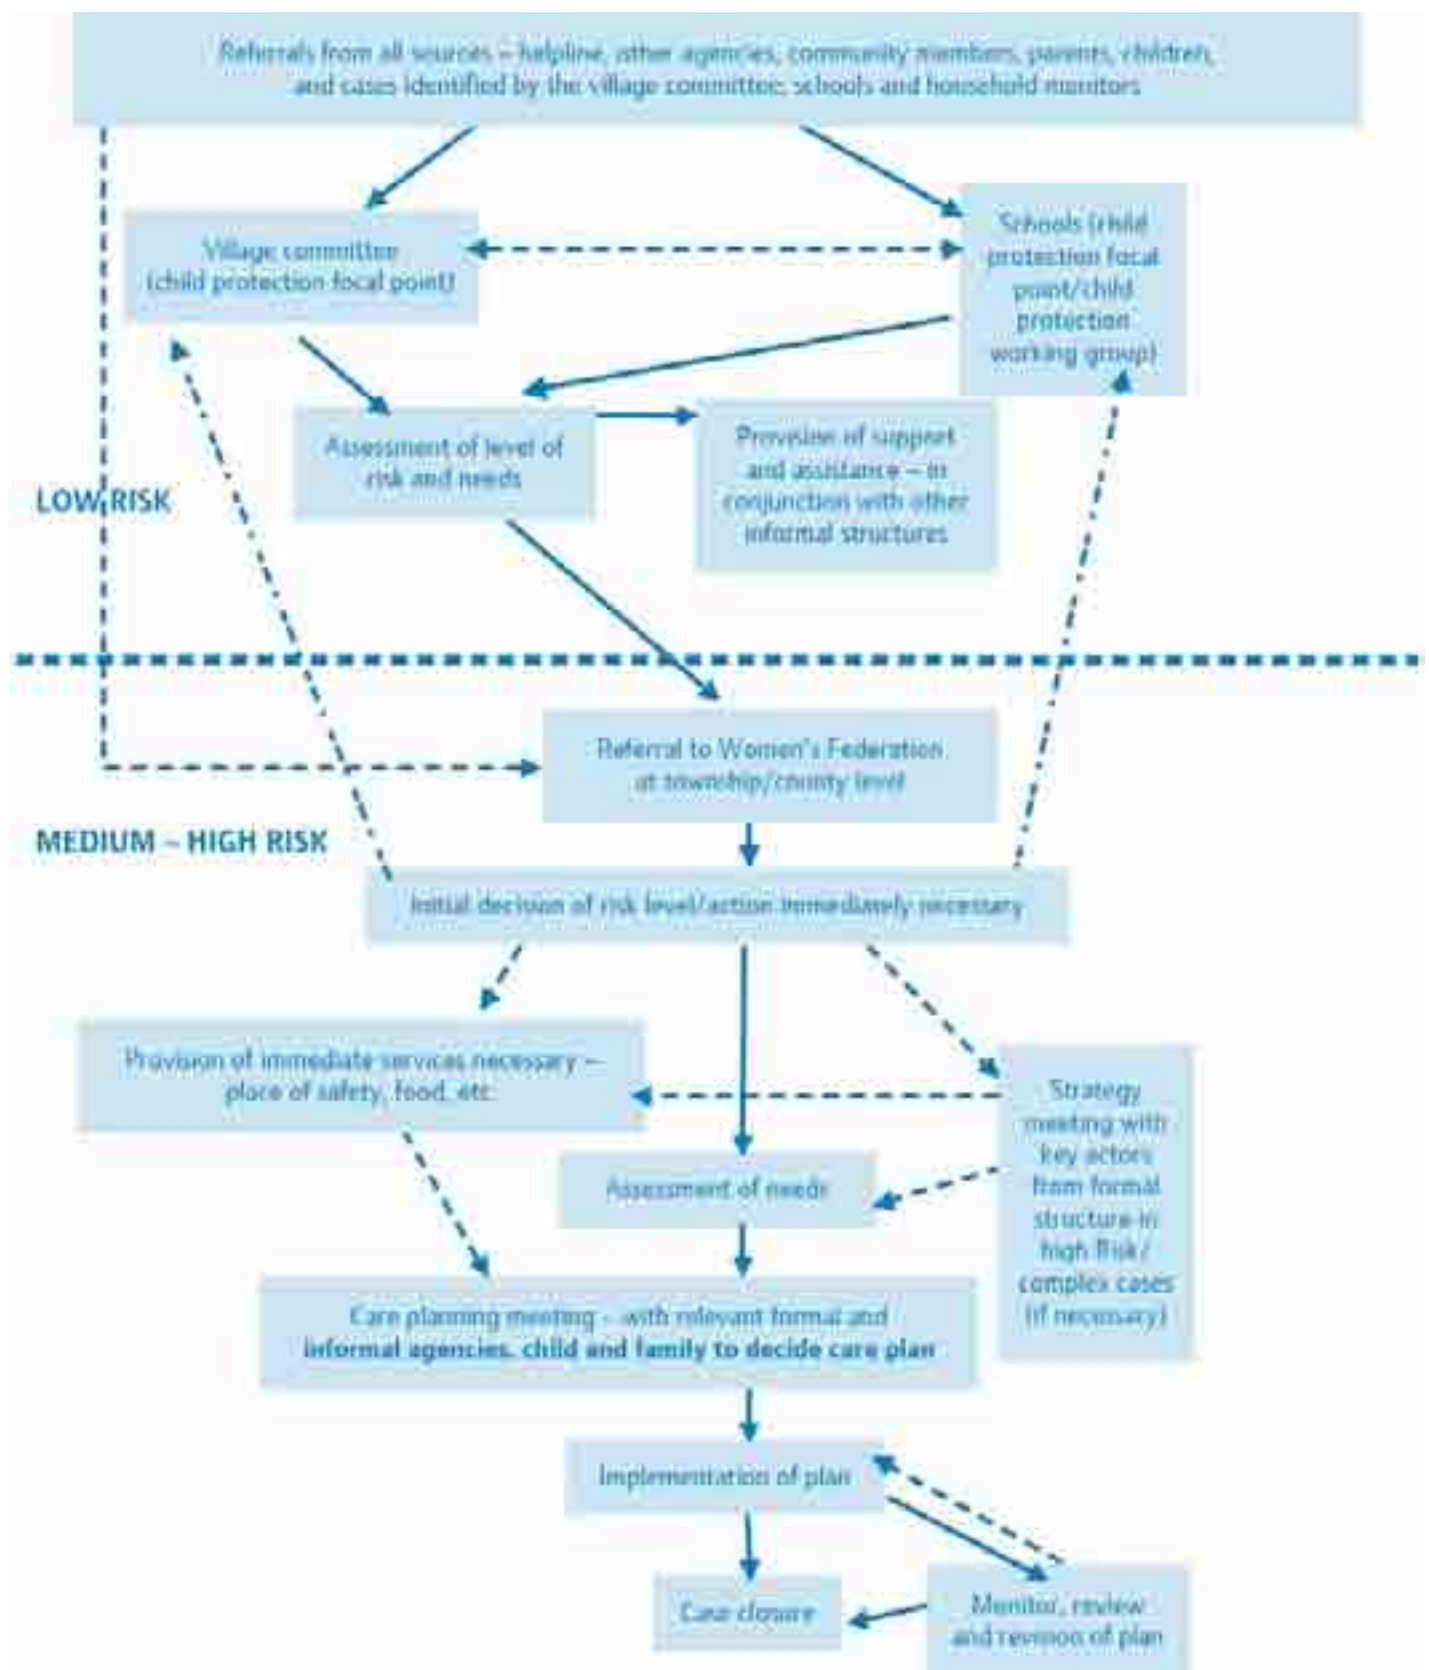 Referrals from all sources – helpline, other agencies, community members, parents, children,
and cases identified by the village committee, schools and household monitors
Village committee
(child protection focal point)
Schools (child
protection focal
point/child
protection
working group)
Assessment of level of
risk and needs
Provision of support
and assistance – in
conjunction with other
informal structures
LOW RISK
Referral to Women's Federation
at township/county level
MEDIUM – HIGH RISK
Initial decision of risk level/action immediately necessary
Provision of immediate services necessary –
place of safety, food, etc.
Strategy
meeting with
key actors
from formal
structure in
high Risk/
complex cases
(if necessary)
Assessment of needs
Care planning meeting – with relevant formal and
informal agencies, child and family to decide care plan
Implementation of plan
Case closure
Monitor, review
and revision of plan